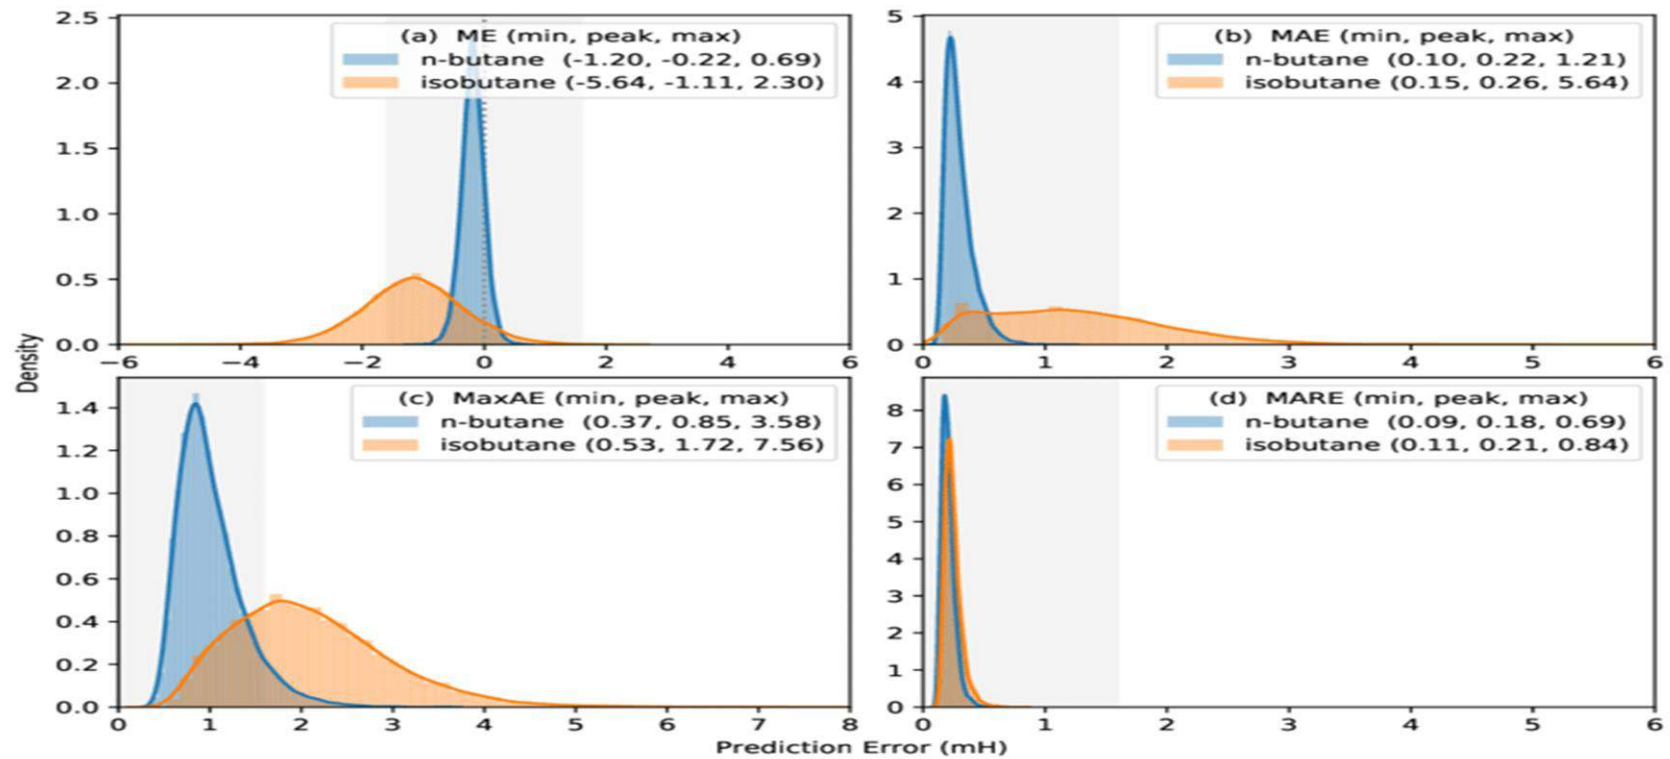 (a) ME (min, peak, max)
n-butane (-1.20, -0.22, 0.69)
isobutane (-5.64, -1.11, 2.30)
2.5
2.0
1.5
1.0
0.5
0.0
−6 −4 −2 0 2 4 6
(b) MAE (min, peak, max)
n-butane (0.10, 0.22, 1.21)
isobutane (0.15, 0.26, 5.64)
5
4
3
2
1
0
0 1 2 3 4 5 6
Density
(c) MaxAE (min, peak, max)
n-butane (0.37, 0.85, 3.58)
isobutane (0.53, 1.72, 7.56)
1.4
1.2
1.0
0.8
0.6
0.4
0.2
0.0
0 1 2 3 4 5 6 7 8
(d) MARE (min, peak, max)
n-butane (0.09, 0.18, 0.69)
isobutane (0.11, 0.21, 0.84)
8
7
6
5
4
3
2
1
0
0 1 2 3 4 5 6
Prediction Error (mH)